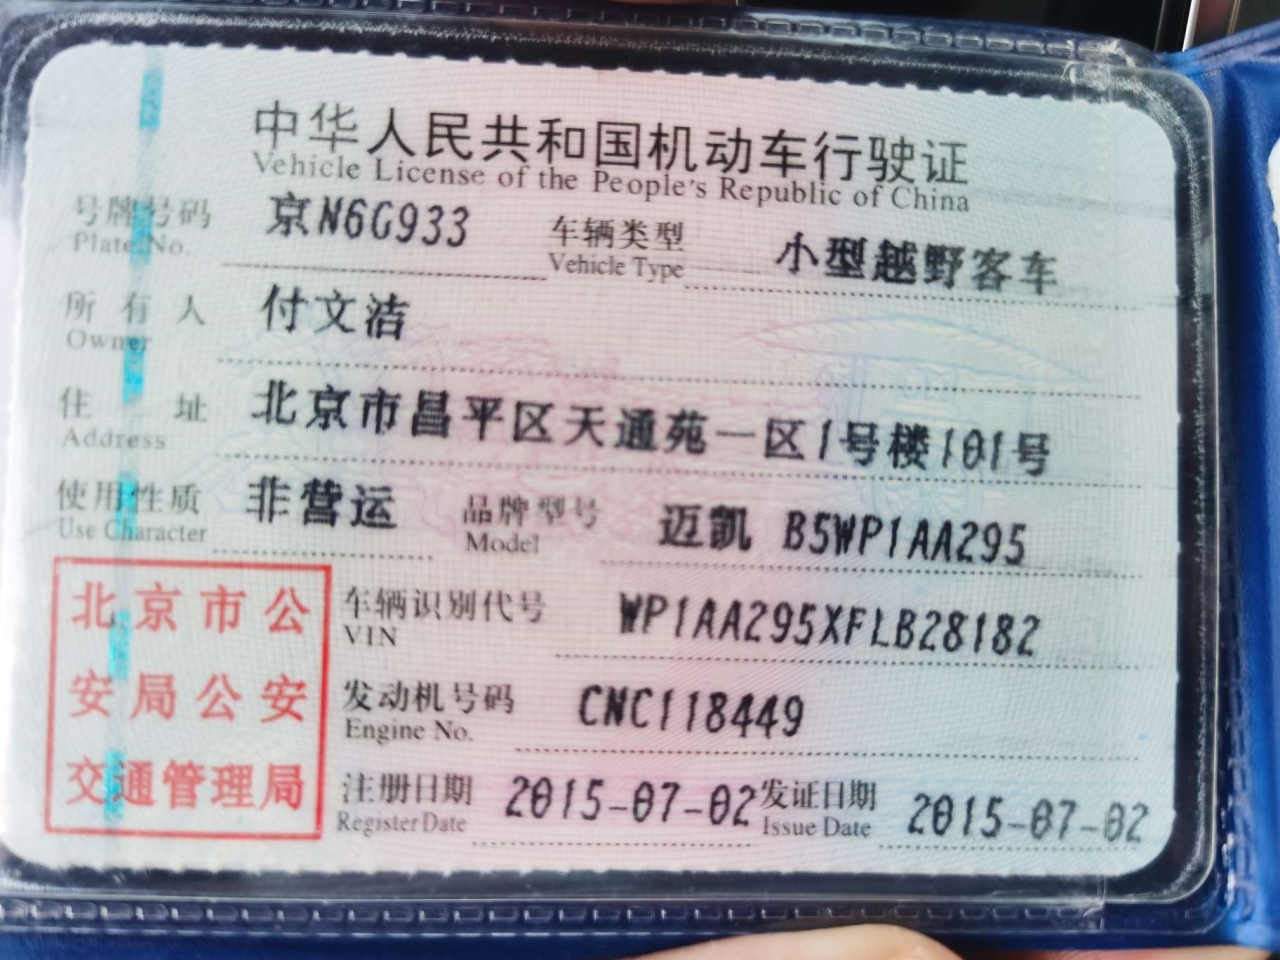 中华人民共和国机动车行驶证
Vehicle License of the People's Republic of China
号牌号码 京N6G933 车辆类型 小型越野客车
Plate No. Vehicle Type
所有人 付文洁
Owner
住址 北京市昌平区天通苑一区1号楼101号
Address
使用性质 非营运 品牌型号 迈凯 B5WP1AA295
Use Character Model
北京市公
安局公安
交通管理局
车辆识别代号 WP1AA295XFLB28182
VIN
发动机号码 CNC118449
Engine No.
注册日期 2015-07-02 发证日期 2015-07-02
Register Date Issue Date